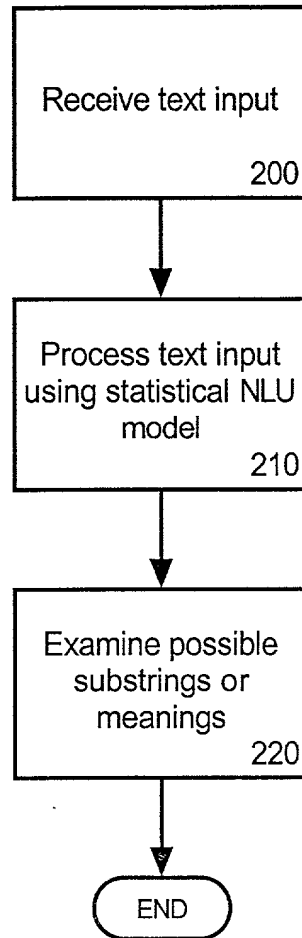 Receive text input
200
Process text input
using statistical NLU
model
210
Examine possible
substrings or
meanings
220
END